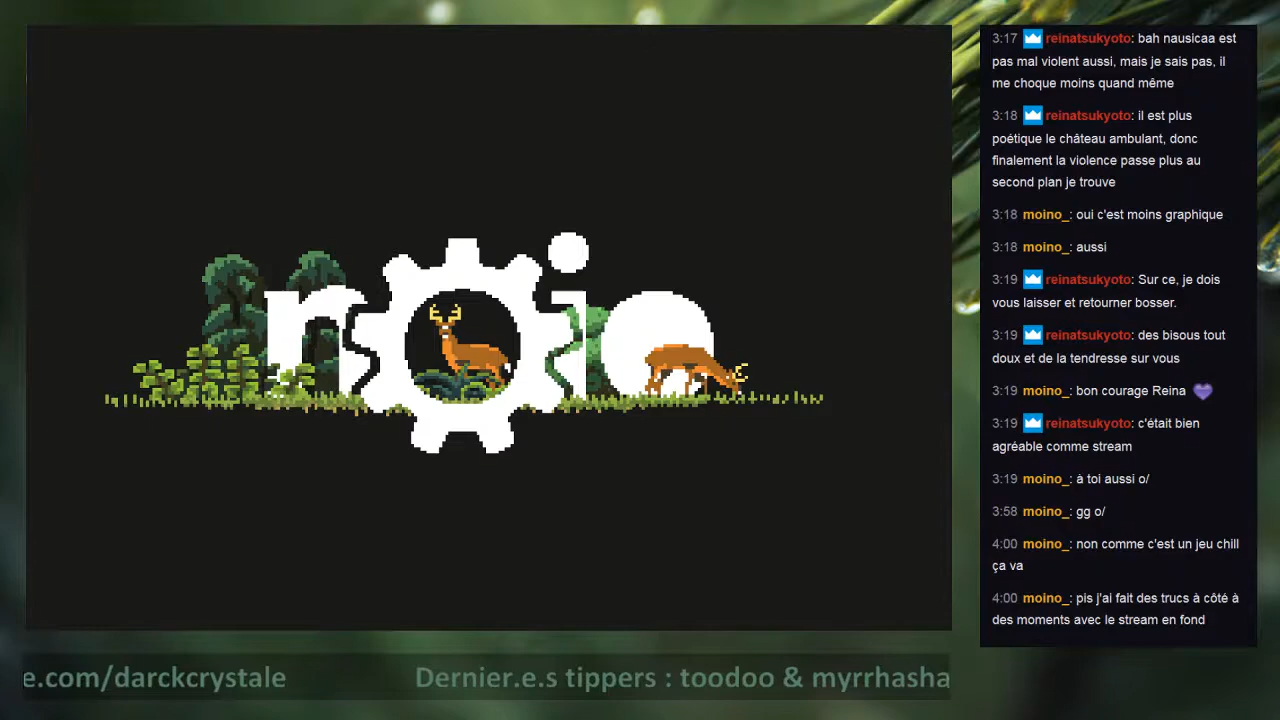 noio
3:17 reinatsukyoto: bah nausicaa est
pas mal violent aussi, mais je sais pas, il
me choque moins quand même
3:18 reinatsukyoto: il est plus
poétique le château ambulant, donc
finalement la violence passe plus au
second plan je trouve
3:18 moino_: oui c'est moins graphique
3:18 moino_: aussi
3:19 reinatsukyoto: Sur ce, je dois
vous laisser et retourner bosser.
3:19 reinatsukyoto: des bisous tout
doux et de la tendresse sur vous
3:19 moino_: bon courage Reina
3:19 reinatsukyoto: c'était bien
agréable comme stream
3:19 moino_: à toi aussi o/
3:58 moino_: gg o/
4:00 moino_: non comme c'est un jeu chill
ça va
4:00 moino_: pis j'ai fait des trucs à côté à
des moments avec le stream en fond
e.com/darckcrystale
Dernier.e.s tippers : toodoo & myrrhasha